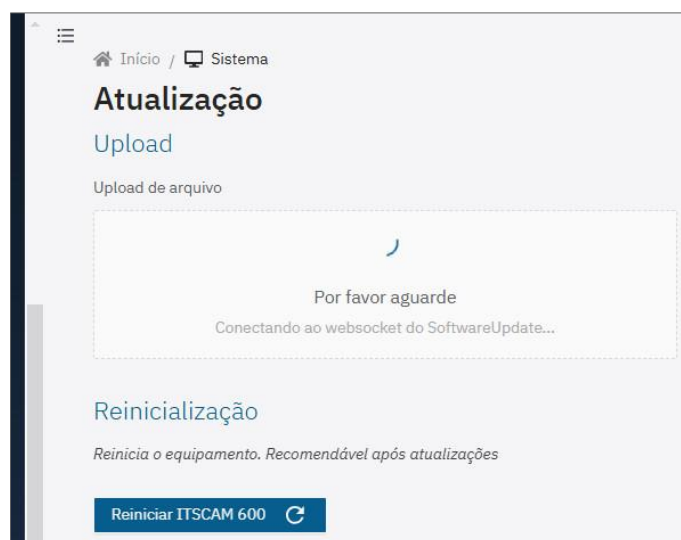 Início / Sistema
Atualização
Upload
Upload de arquivo
Por favor aguarde
Conectando ao websocket do SoftwareUpdate...
Reinicialização
Reinicia o equipamento. Recomendável após atualizações
Reiniciar ITSCAM 600